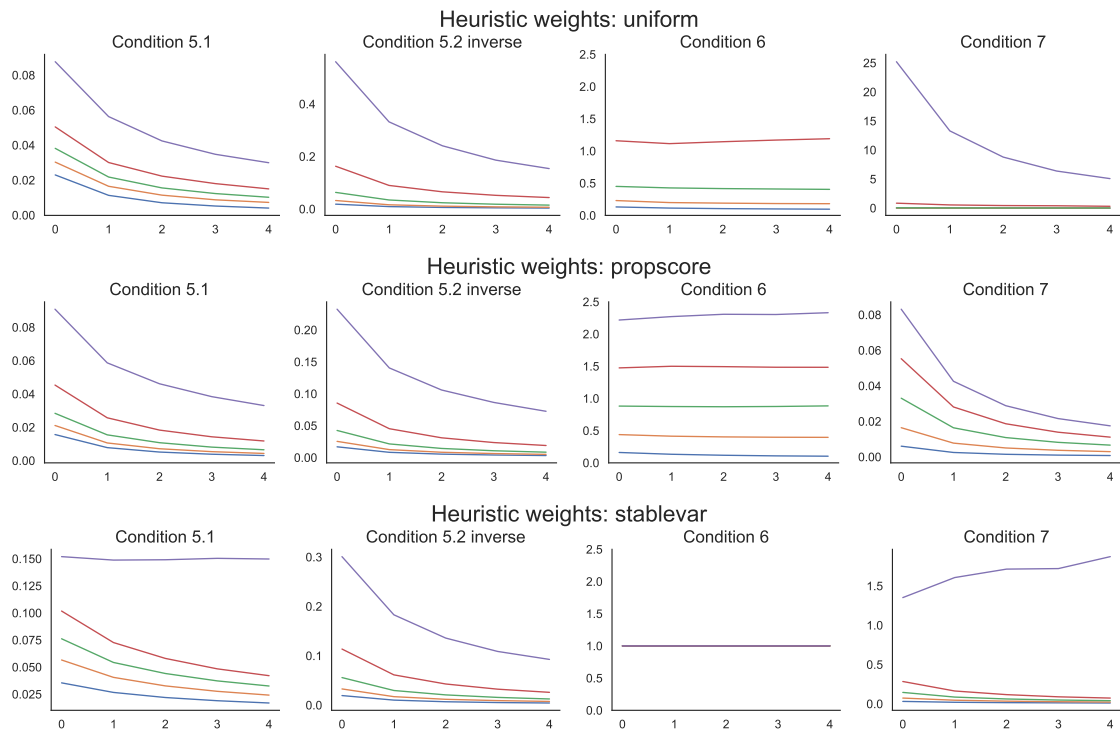 Heuristic weights: uniform
Condition 5.1 Condition 5.2 inverse Condition 6 Condition 7
0.08 0.06 0.04 0.02 0.00
0 1 2 3 4
0.4 0.2 0.0
0 1 2 3 4
2.5 2.0 1.5 1.0 0.5 0.0
0 1 2 3 4
25 20 15 10 5 0
0 1 2 3 4
Heuristic weights: propscore
Condition 5.1 Condition 5.2 inverse Condition 6 Condition 7
0.08 0.06 0.04 0.02 0.00
0 1 2 3 4
0.20 0.15 0.10 0.05 0.00
0 1 2 3 4
2.5 2.0 1.5 1.0 0.5 0.0
0 1 2 3 4
0.08 0.06 0.04 0.02 0.00
0 1 2 3 4
Heuristic weights: stablevar
Condition 5.1 Condition 5.2 inverse Condition 6 Condition 7
0.150 0.125 0.100 0.075 0.050 0.025
0 1 2 3 4
0.3 0.2 0.1 0.0
0 1 2 3 4
2.5 2.0 1.5 1.0 0.5 0.0
0 1 2 3 4
1.5 1.0 0.5 0.0
0 1 2 3 4